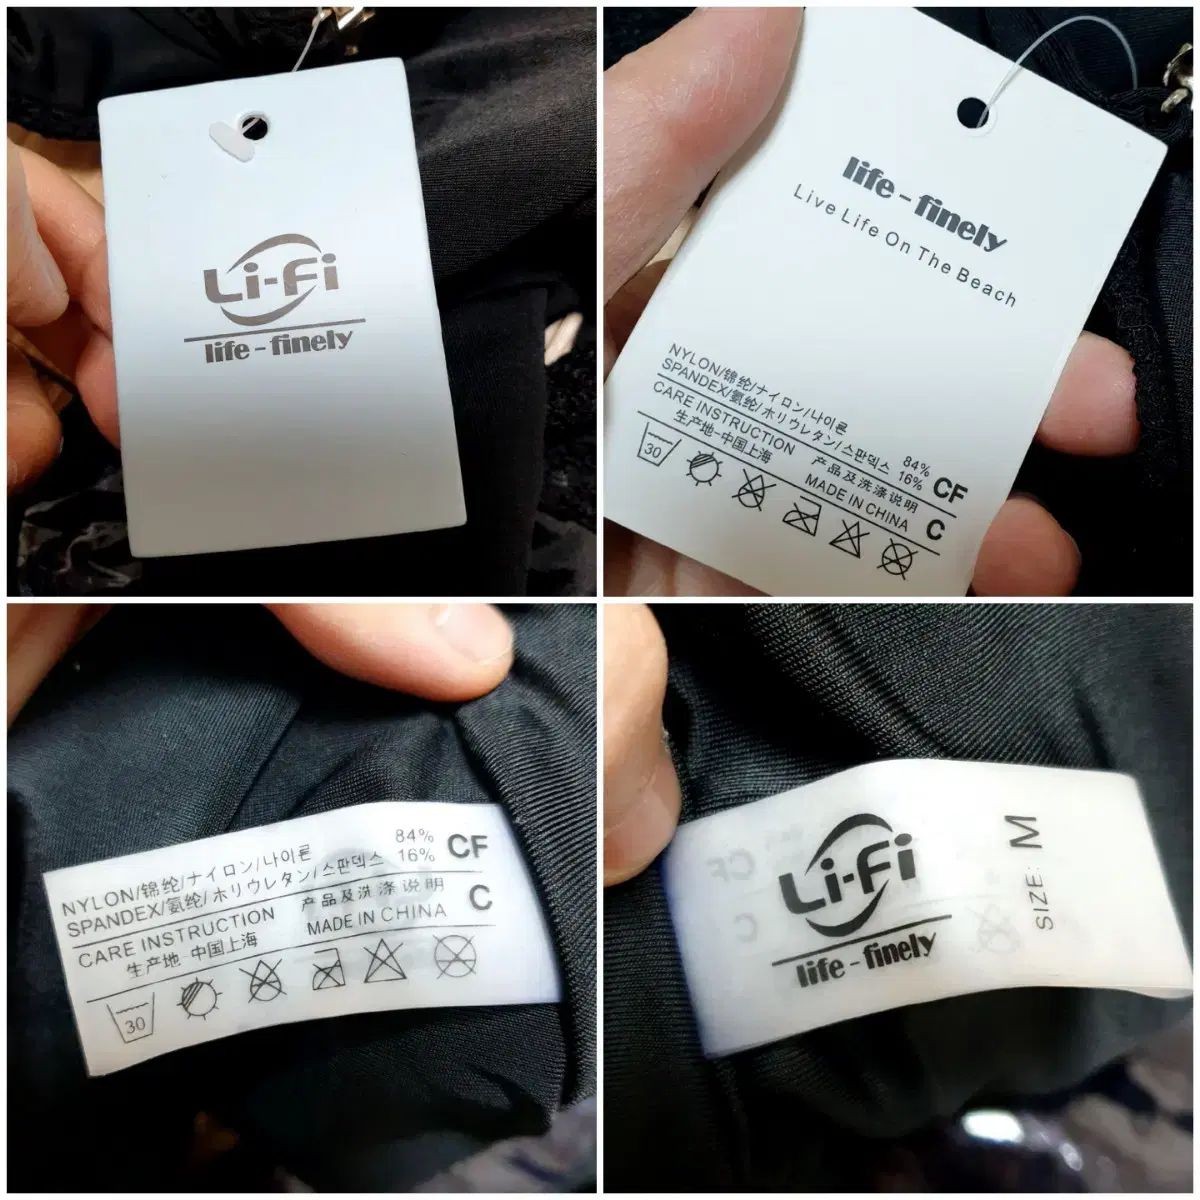 Li-Fi
life-finely
life-finely
Live Life On The Beach
NYLON/锦纶/ナイロン/나이론 84%
SPANDEX/氨纶/ホリウレタン/스판덱스 16% CF
CARE INSTRUCTION 产品及洗涤说明
生产地-中国上海 MADE IN CHINA C
30
NYLON/锦纶/ナイロン/나이론 84%
SPANDEX/氨纶/ホリウレタン/스판덱스 16% CF
CARE INSTRUCTION 产品及洗涤说明
生产地-中国上海 MADE IN CHINA C
30
Li-Fi
life-finely
SIZE: M